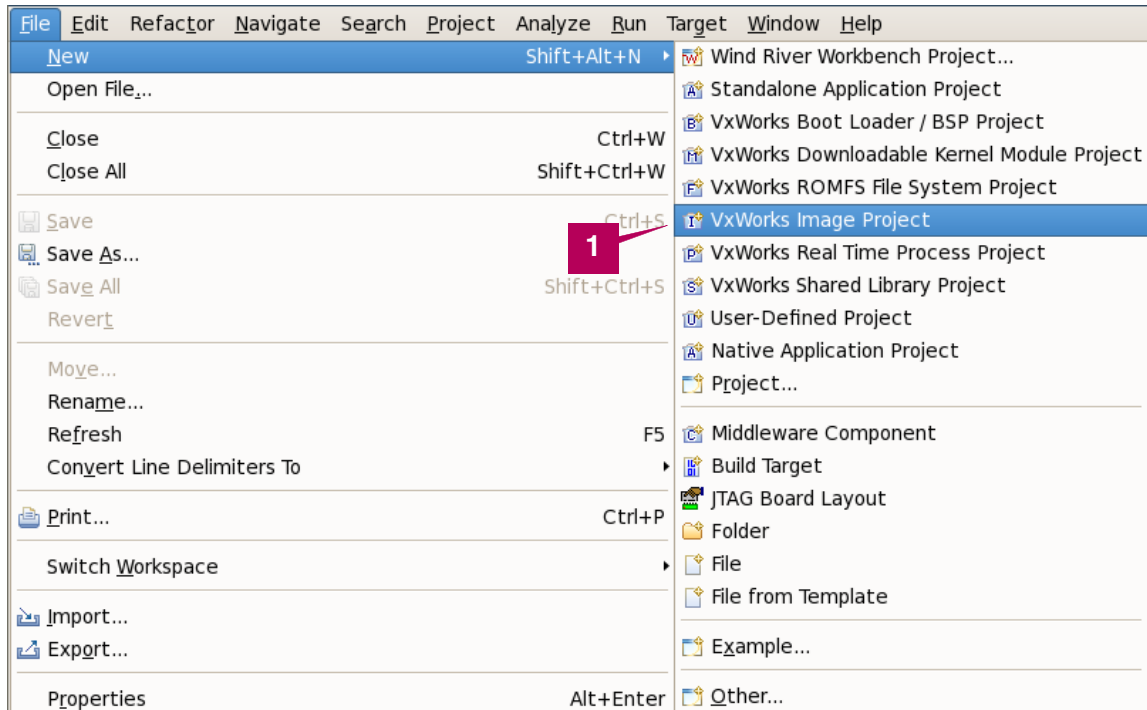 File Edit Refactor Navigate Search Project Analyze Run Target Window Help
New Shift+Alt+N
Open File...
Close Ctrl+W
Close All Shift+Ctrl+W
Save Ctrl+S
Save As...
Save All Shift+Ctrl+S
Revert
Move...
Rename...
Refresh F5
Convert Line Delimiters To
Print... Ctrl+P
Switch Workspace
Import...
Export...
Properties Alt+Enter
Wind River Workbench Project...
Standalone Application Project
VxWorks Boot Loader / BSP Project
VxWorks Downloadable Kernel Module Project
VxWorks ROMFS File System Project
1
VxWorks Image Project
VxWorks Real Time Process Project
VxWorks Shared Library Project
User-Defined Project
Native Application Project
Project...
Middleware Component
Build Target
JTAG Board Layout
Folder
File
File from Template
Example...
Other...